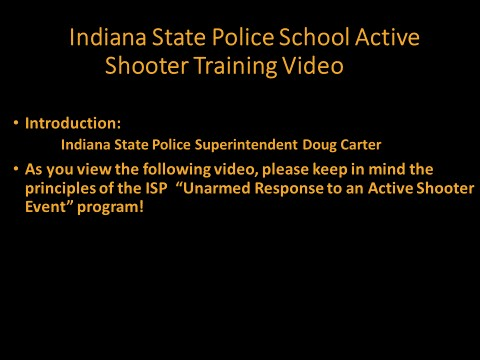 Indiana State Police School Active
Shooter Training Video
• Introduction:
Indiana State Police Superintendent Doug Carter
• As you view the following video, please keep in mind the
principles of the ISP “Unarmed Response to an Active Shooter
Event” program!